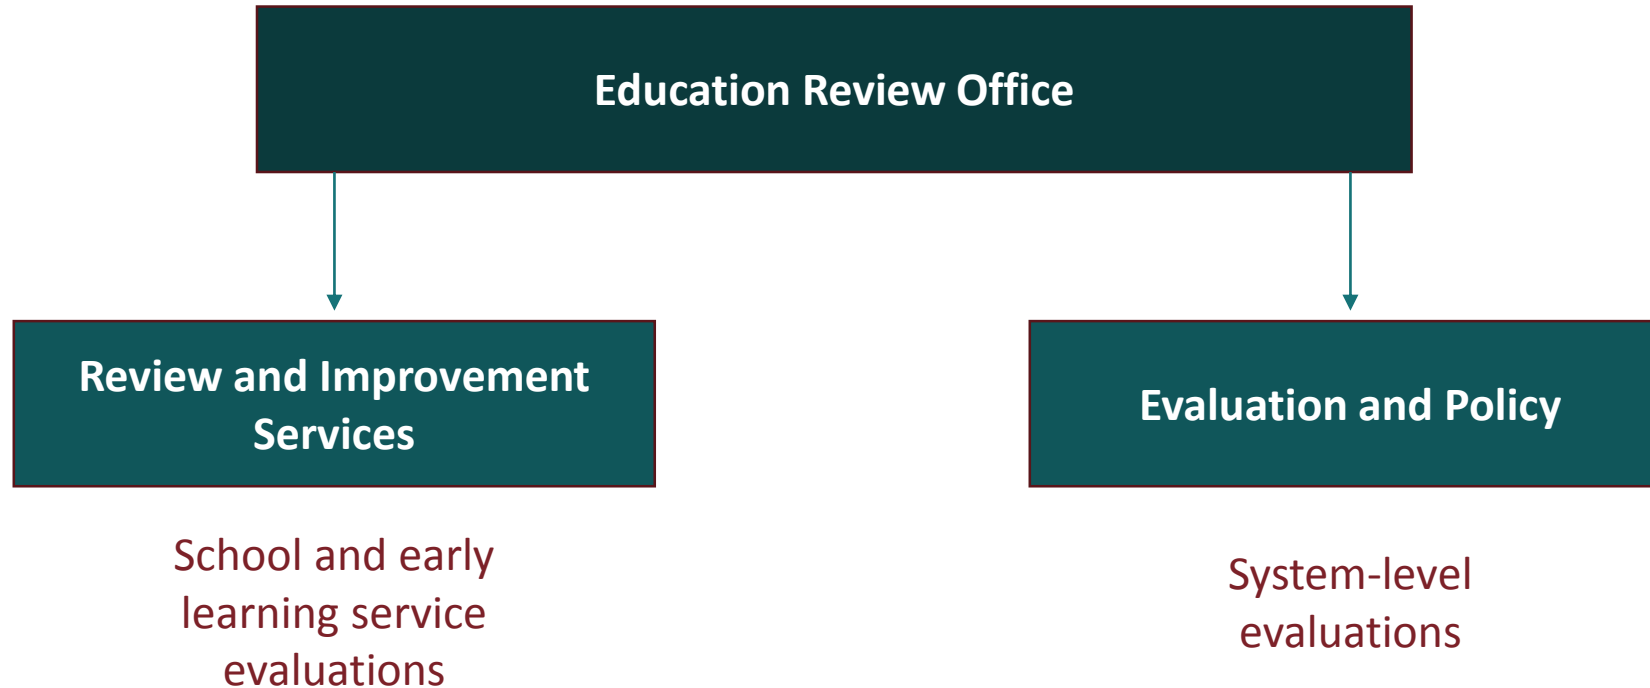 Education Review Office
Review and Improvement
Services
Evaluation and Policy
School and early
learning service
evaluations
System-level
evaluations